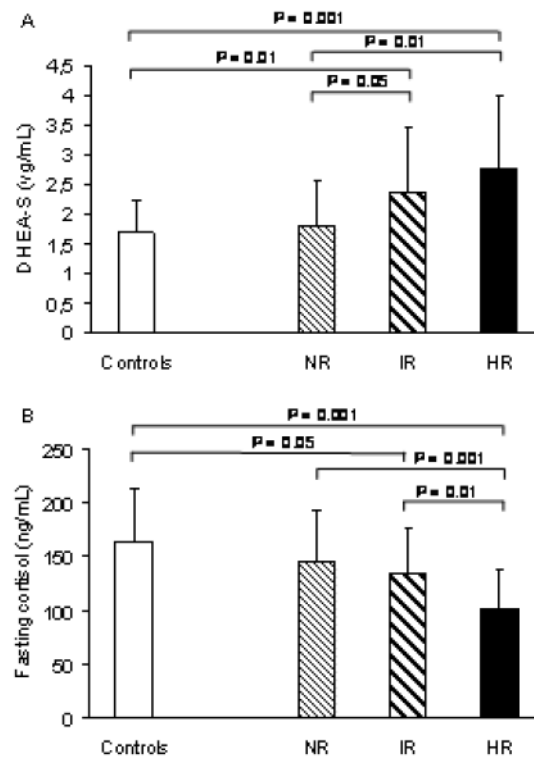 A
P = 0.001
P = 0.01
P = 0.01
P = 0.05
DHEA-S (νg/mL)
4,5
4
3,5
3
2,5
2
1,5
1
0,5
0
Controls NR IR HR
B
P = 0.001
P = 0.05
P = 0.001
P = 0.01
Fasting cortisol (ng/mL)
250
200
150
100
50
0
Controls NR IR HR